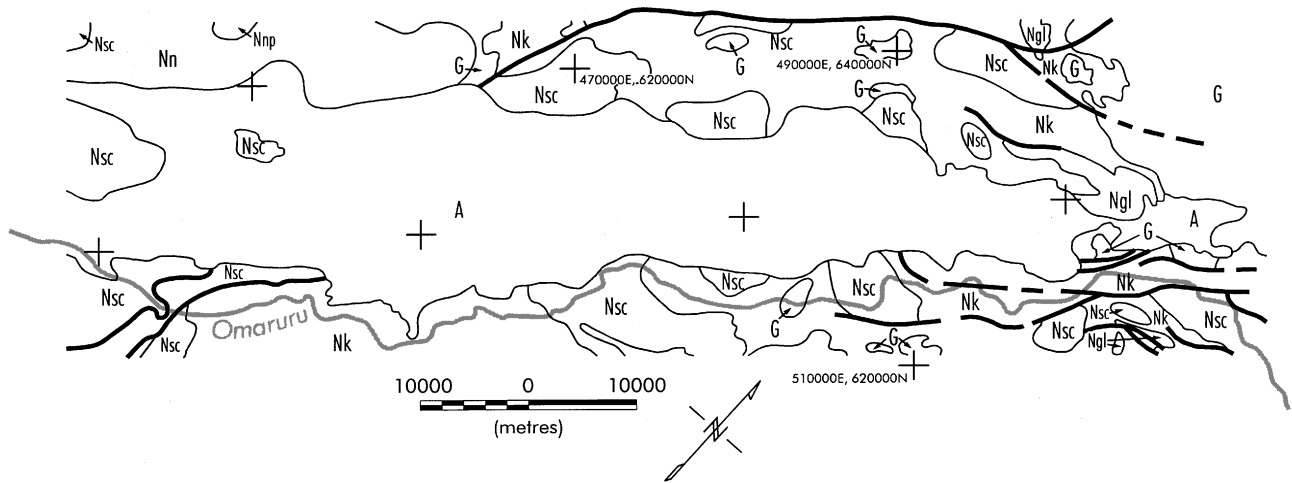 Nsc
Nn
Nnp
Nk
G
Nsc
G
470000E, 620000N
Nsc
490000E, 640000N
G
G
Ngl
Nk
G
Nsc
G
Nsc
Nsc
Nsc
Nsc
Nsc
Nk
Ngl
A
A
G
Nsc
Nsc
Nsc
Nsc
Nsc
Nsc
Omaruru
Nk
G
G
Nk
Nk
Nsc
Nk
Nsc
Nsc
Ngl
510000E, 620000N
10000 0 10000
(metres)
N